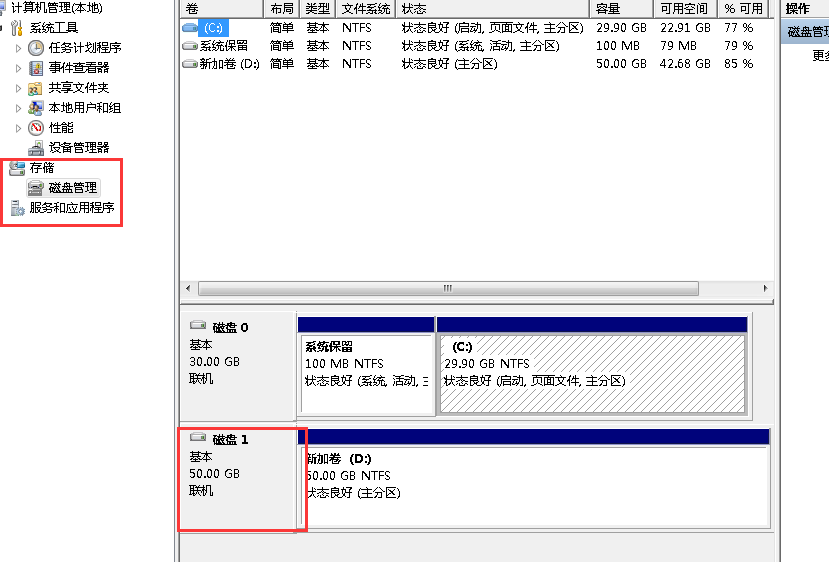 计算机管理(本地)
系统工具
任务计划程序
事件查看器
共享文件夹
本地用户和组
性能
设备管理器
存储
磁盘管理
服务和应用程序
卷 布局 类型 文件系统 状态 容量 可用空间 % 可用
(C:) 简单 基本 NTFS 状态良好 (启动, 页面文件, 主分区) 29.90 GB 22.91 GB 77 %
系统保留 简单 基本 NTFS 状态良好 (系统, 活动, 主分区) 100 MB 79 MB 79 %
新加卷 (D:) 简单 基本 NTFS 状态良好 (主分区) 50.00 GB 42.68 GB 85 %
磁盘 0
基本
30.00 GB
联机
系统保留
100 MB NTFS
状态良好 (系统, 活动, 主
(C:)
29.90 GB NTFS
状态良好 (启动, 页面文件, 主分区)
磁盘 1
基本
50.00 GB
联机
新加卷 (D:)
50.00 GB NTFS
状态良好 (主分区)
操作
磁盘管理
更多